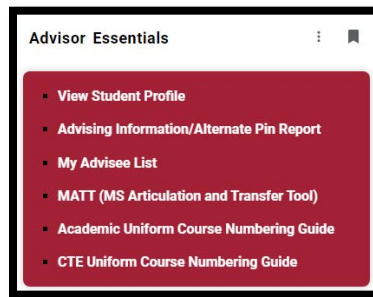 Advisor Essentials
View Student Profile
Advising Information/Alternate Pin Report
My Advisee List
MATT (MS Articulation and Transfer Tool)
Academic Uniform Course Numbering Guide
CTE Uniform Course Numbering Guide